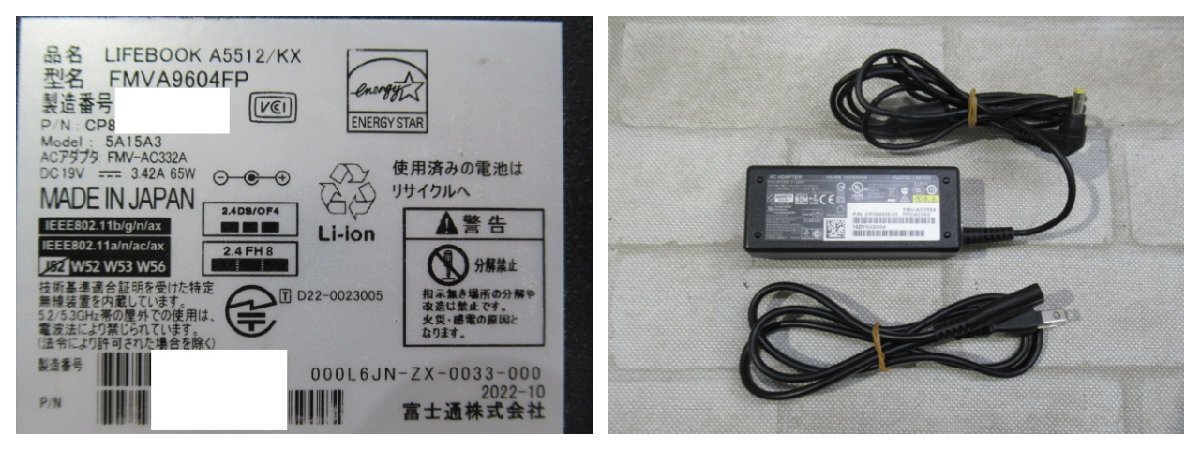 品名 LIFEBOOK A5512/KX
型名 FMVA9604FP
製造番号
VCCI
P/N : CP8
Model : 5A15A3
ACアダプタ FMV-AC332A
DC 19V 3.42A 65W
MADE IN JAPAN
energy
ENERGY STAR
使用済みの電池は
リサイクルへ
Li-ion
IEEE802.11b/g/n/ax
IEEE802.11a/n/ac/ax
J52 W52 W53 W56
2.4DS/OF4
2.4FH8
警告
分解禁止
指示無き場所の分解や
改造は禁止です。
火災・感電の原因と
なります。
技術基準適合証明を受けた特定
無線装置を内蔵しています。
5.2/5.3GHz帯の屋外での使用は、
電波法により禁じられています。
(法令により許可された場合を除く)
T D22-0023005
製造番号
P/N
000L6JN-ZX-0033-000
2022-10
富士通株式会社
AC ADAPTER
FUJITSU LIMITED